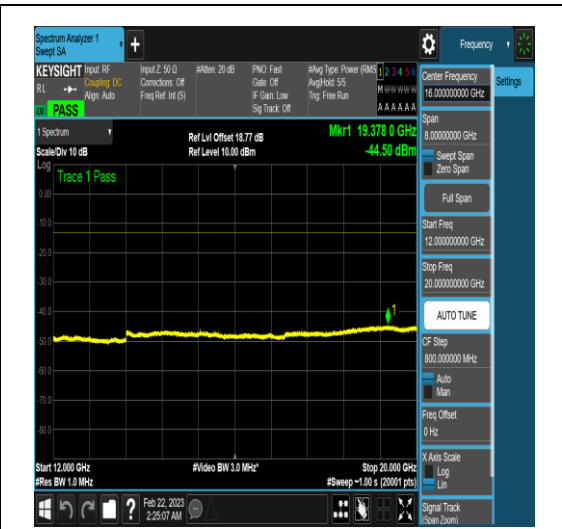 Spectrum Analyzer 1
Swept SA
Frequency
KEYSIGHT
RL
PASS
Input: RF
Coupling: DC
Align: Auto
Input Z: 50 Ω
Corrections: Off
Freq Ref: Int (S)
#Atten: 20 dB
PNO: Fast
Gate: Off
IF Gain: Low
Sig Track: Off
#Avg Type: Power (RMS
Avg|Hold: 5/5
Trig: Free Run
1 2 3 4 5 6
M W W W W W
A A A A A A
1 Spectrum
Scale/Div 10 dB
Ref Lvl Offset 18.77 dB
Ref Level 10.00 dBm
Mkr1 19.378 0 GHz
-44.50 dBm
Log
Trace 1 Pass
0.00
-10.0
-20.0
-30.0
-40.0
-50.0
-60.0
-70.0
-80.0
1
Start 12.000 GHz
#Res BW 1.0 MHz
#Video BW 3.0 MHz*
Stop 20.000 GHz
#Sweep ~1.00 s (20001 pts)
Feb 22, 2023
2:25:07 AM
Center Frequency
16.000000000 GHz
Settings
Span
8.00000000 GHz
Swept Span
Zero Span
Full Span
Start Freq
12.000000000 GHz
Stop Freq
20.000000000 GHz
AUTO TUNE
CF Step
800.000000 MHz
Auto
Man
Freq Offset
0 Hz
X Axis Scale
Log
Lin
Signal Track
(Span Zoom)